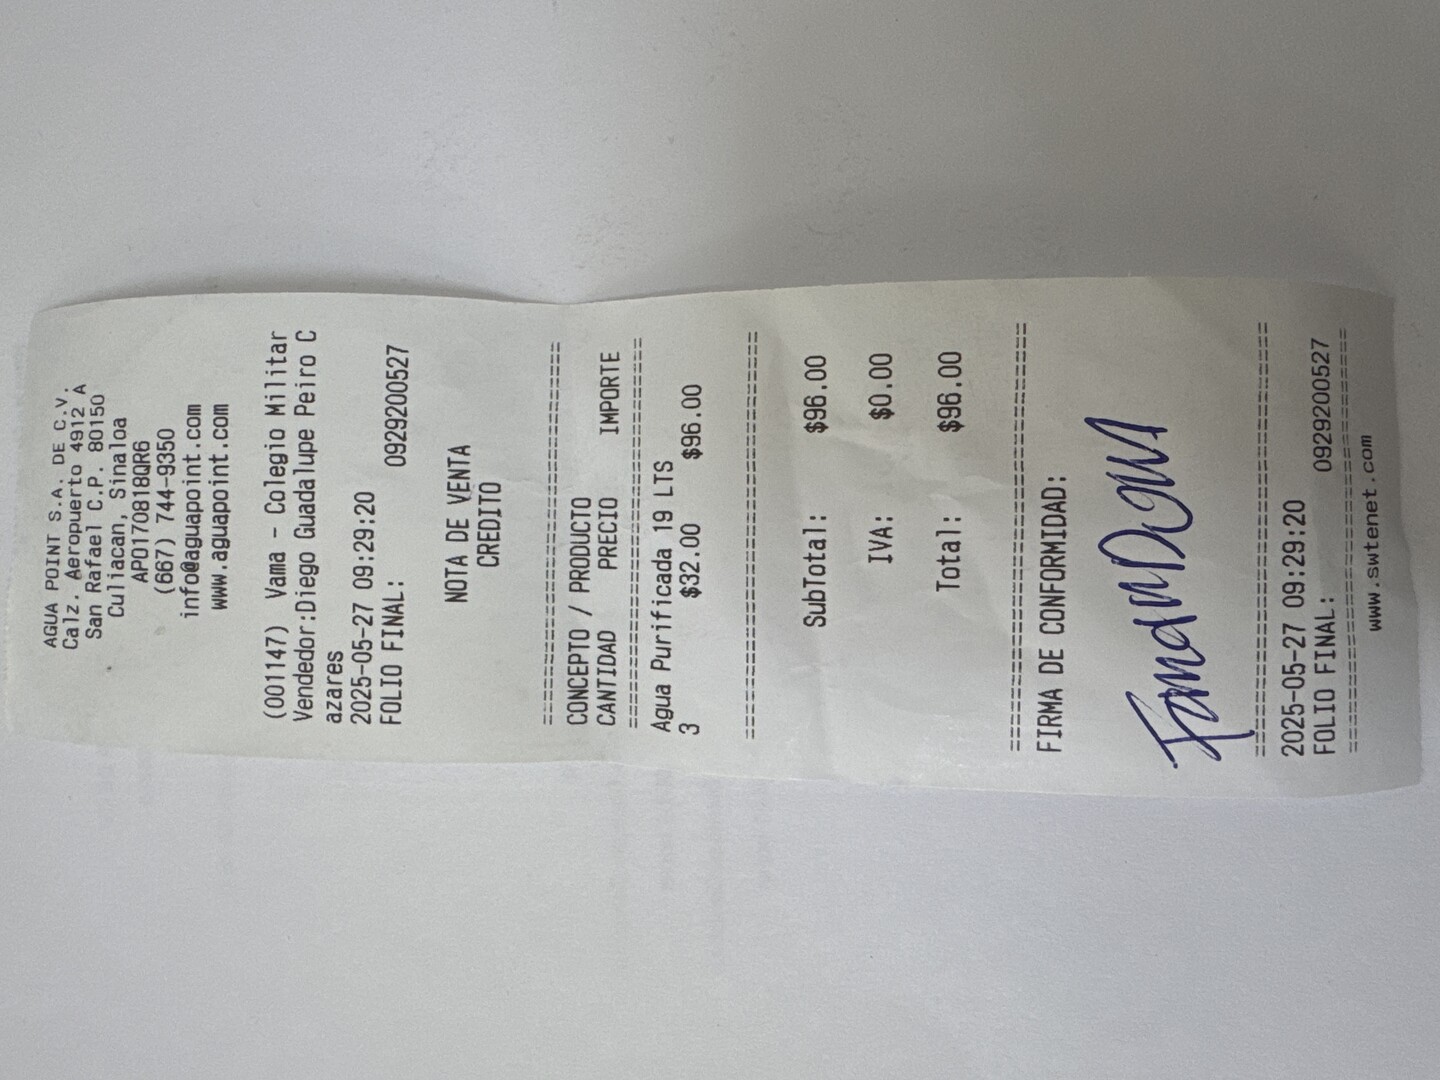 AGUA POINT S.A. DE C.V.
Calz. Aeropuerto 4912 A
San Rafael C.P. 80150
Culiacan, Sinaloa
APO170818QR6
(667) 744-9350
info@aguapoint.com
www.aguapoint.com
(001147) Vama - Colegio Militar
Vendedor:Diego Guadalupe Peiro C
azares
2025-05-27 09:29:20
FOLIO FINAL: 0929200527
NOTA DE VENTA
CREDITO
CONCEPTO / PRODUCTO
CANTIDAD PRECIO IMPORTE
Agua Purificada 19 LTS
3 $32.00 $96.00
SubTotal: $96.00
IVA: $0.00
Total: $96.00
FIRMA DE CONFORMIDAD:
2025-05-27 09:29:20
FOLIO FINAL: 0929200527
www.swtenet.com